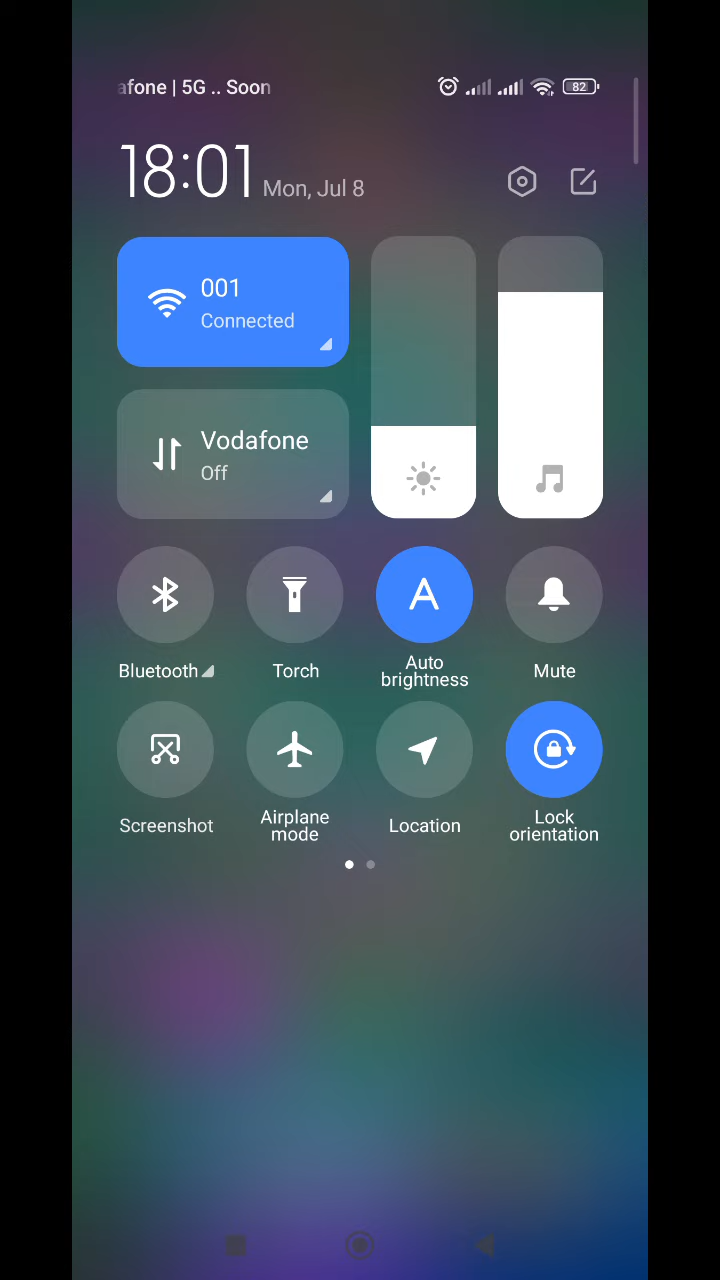 afone | 5G .. Soon
82
18:01 Mon, Jul 8
001
Connected
Vodafone
Off
Bluetooth
Torch
Auto
brightness
Mute
Screenshot
Airplane
mode
Location
Lock
orientation